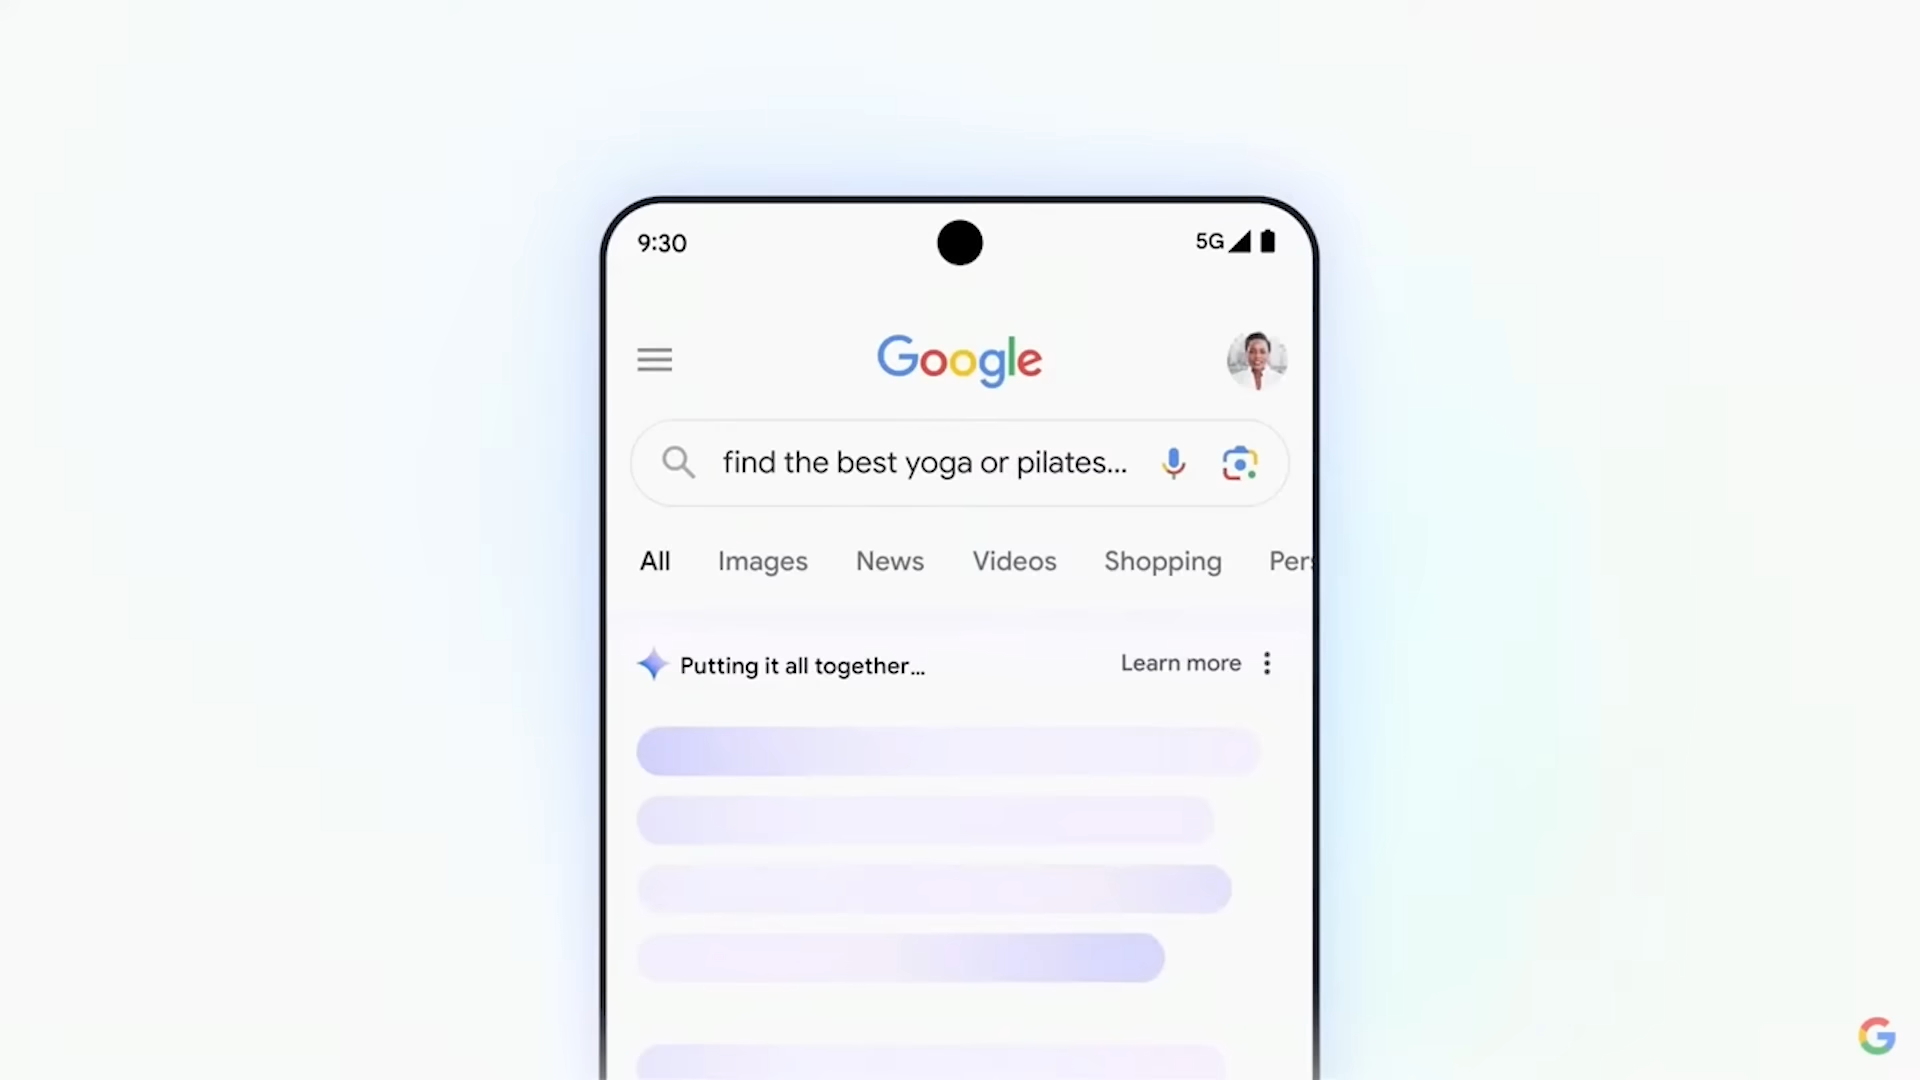 9:30
5G
Google
find the best yoga or pilates...
All Images News Videos Shopping Pers
Putting it all together...
Learn more
G